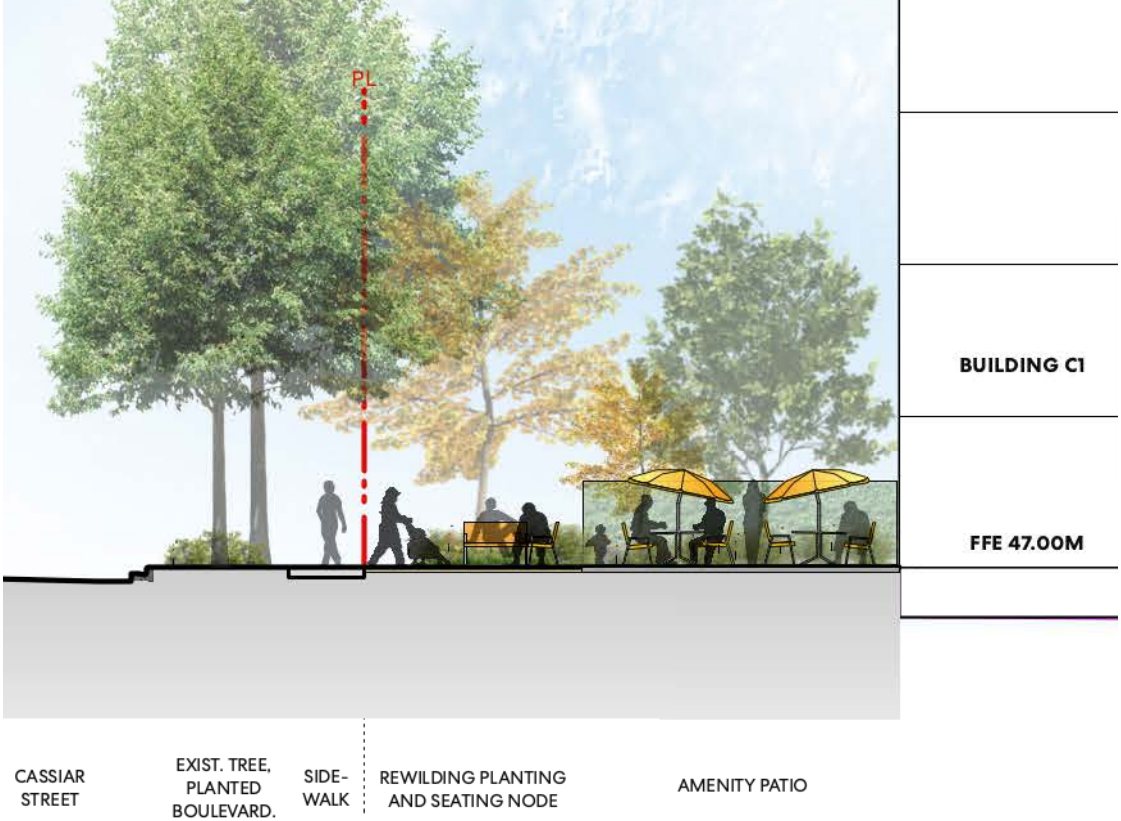 PL
BUILDING C1
FFE 47.00M
CASSIAR
STREET
EXIST. TREE,
PLANTED
BOULEVARD.
SIDE-
WALK
REWILDING PLANTING
AND SEATING NODE
AMENITY PATIO